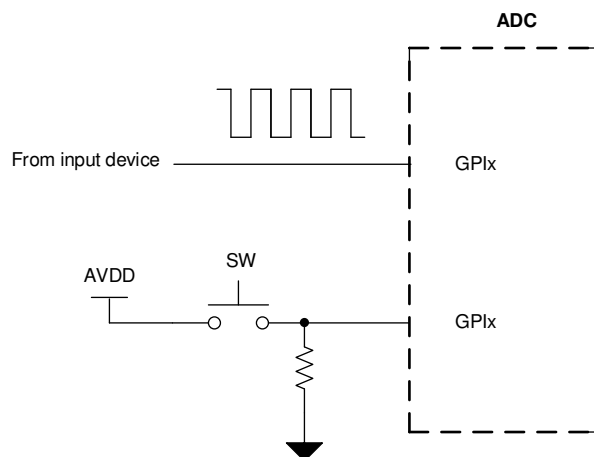 ADC
From input device
GPIx
SW
AVDD
GPIx